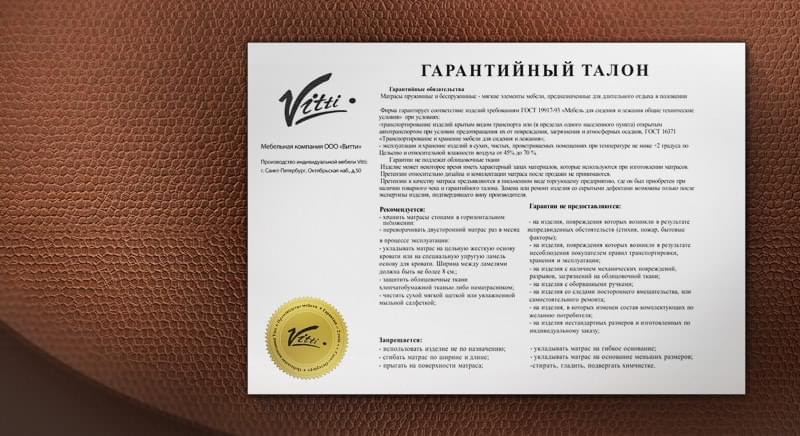 ГАРАНТИЙНЫЙ ТАЛОН
Vitti
Мебельная компания ООО «Витти»
Производство индивидуальной мебели Vitti:
г. Санкт-Петербург, Октябрьская наб., д.50
Гарантийные обязательства
Матрасы пружинные и беспружинные - мягкие элементы мебели, предназначенные для длительного отдыха в положении
Фирма гарантирует соответствие изделий требованиям ГОСТ 19917-93 «Мебель для сидения и лежания общие технические
условия» при условиях:
-транспортирования изделий крытым видом транспорта или (в пределах одного населенного пункта) открытым
автотранспортом при условии предотвращения их от повреждения, загрязнения и атмосферных осадков, ГОСТ 16371
«Транспортирование и хранение мебели для сидения и лежания»,
- эксплуатации и хранений изделий в сухих, чистых, проветриваемых помещениях при температуре не ниже +2 градуса по
Цельсию и относительной влажности воздуха от 45% до 70 %.
Гарантии не подлежат облицовочные ткани
Изделие может некоторое время иметь характерный запах материалов, которые используются при изготовлении матрасов.
Претензии относительно дизайна и комплектации матраса после продажи не принимаются.
Претензии к качеству матраса предъявляются в письменном виде торгующему предприятию, где он был приобретен при
наличии товарного чека и гарантийного талона. Замена или ремонт изделия со скрытыми дефектами возможны только после
экспертизы изделия, подтвердившего вину производителя.
Рекомендуется:
- хранить матрасы стопами в горизонтальном
положении:
- переворачивать двусторонний матрас раз в месяц
в процессе эксплуатации:
- укладывать матрас на цельную жесткую основу
кровати или на специальную упругую ламель
основу для кровати. Ширина между ламелями
должна быть не более 8 см.;
- защитить облицовочные ткани
хлопчатобумажной тканью либо наматрасником;
- чистить сухой мягкой щеткой или увлажненной
мыльной салфеткой;
Гарантии не предоставляются:
- на изделия, повреждения которых возникли в результате
непредвиденных обстоятельств (стихия, пожар, бытовые
факторы);
- на изделия, повреждения которых возникли в результате
несоблюдения покупателем правил транспортировки,
хранения и эксплуатации;
- на изделия с наличием механических повреждений,
разрывов, загрязнений на облицовочной ткани;
- на изделия с оборванными ручками;
- на изделия со следами постороннего вмешательства, или
самостоятельного ремонта;
- на изделия, в которых изменен состав комплектующих по
желанию потребителя;
- на изделия нестандартных размеров и изготовленных по
индивидуальному заказу;
Запрещается:
- использовать изделие не по назначению;
- сгибать матрас по ширине и длине;
- прыгать на поверхности матраса;
- укладывать матрас на гибкое основание;
- укладывать матрас на основание меньших размеров;
-стирать, гладить, подвергать химчистке.
Vitti